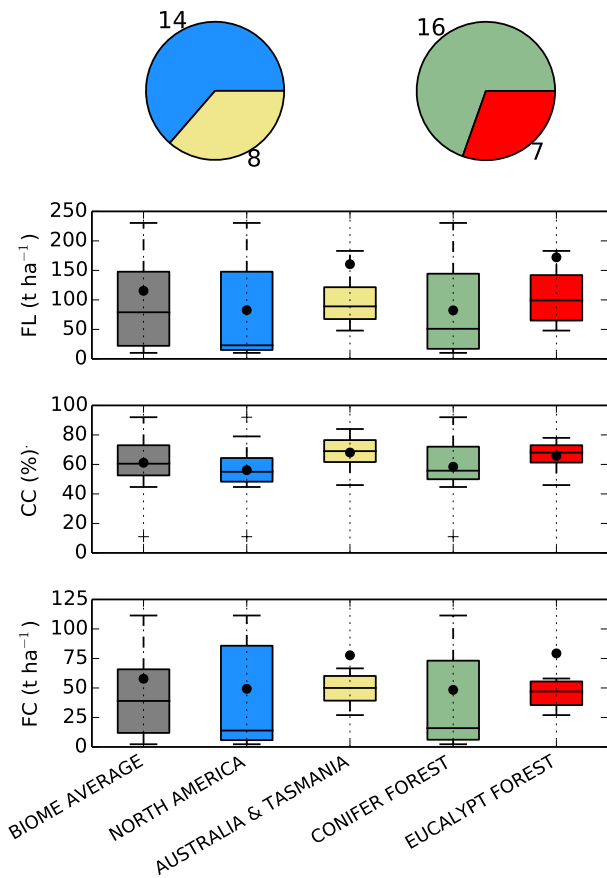 14
16
8
7
250
200
150
100
50
0
FL (t ha⁻¹ )
100
80
60
40
20
0
CC (%)
125
100
75
50
25
0
FC (t ha⁻¹ )
BIOME AVERAGE
NORTH AMERICA
AUSTRALIA & TASMANIA
CONIFER FOREST
EUCALYPT FOREST